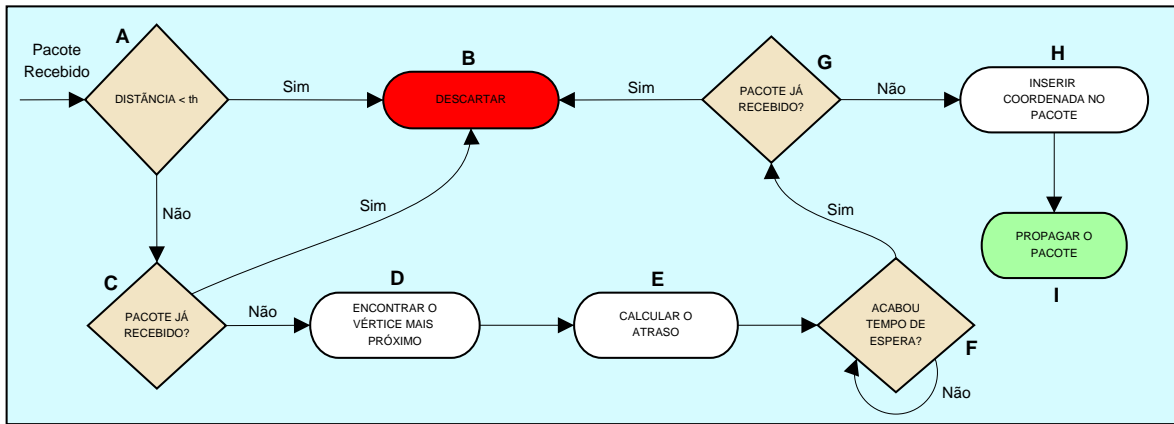 Pacote
Recebido
A
DISTÂNCIA < th
Sim
B
DESCARTAR
Sim
G
PACOTE JÁ
RECEBIDO?
Não
H
INSERIR
COORDENADA NO
PACOTE
Não
Sim
Sim
PROPAGAR O
PACOTE
I
C
PACOTE JÁ
RECEBIDO?
Não
D
ENCONTRAR O
VÉRTICE MAIS
PRÓXIMO
E
CALCULAR O
ATRASO
ACABOU
TEMPO DE
ESPERA?
F
Não